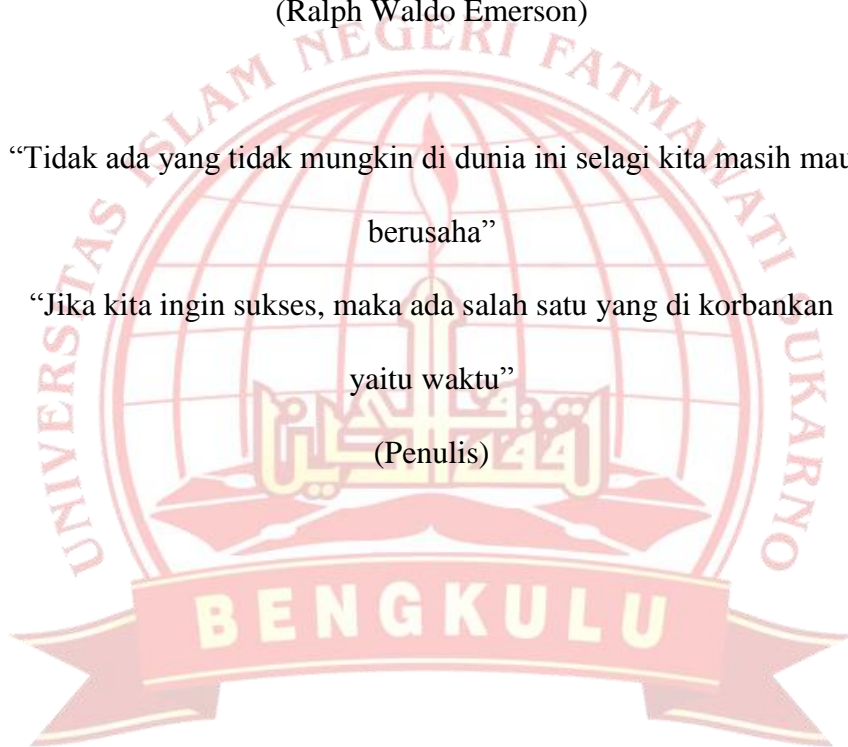 (Ralph Waldo Emerson)
UNIVERSITAS ISLAM NEGERI FATMAWATI SUKARNO
“Tidak ada yang tidak mungkin di dunia ini selagi kita masih mau
berusaha”
“Jika kita ingin sukses, maka ada salah satu yang di korbankan
yaitu waktu”
(Penulis)
BENGKULU